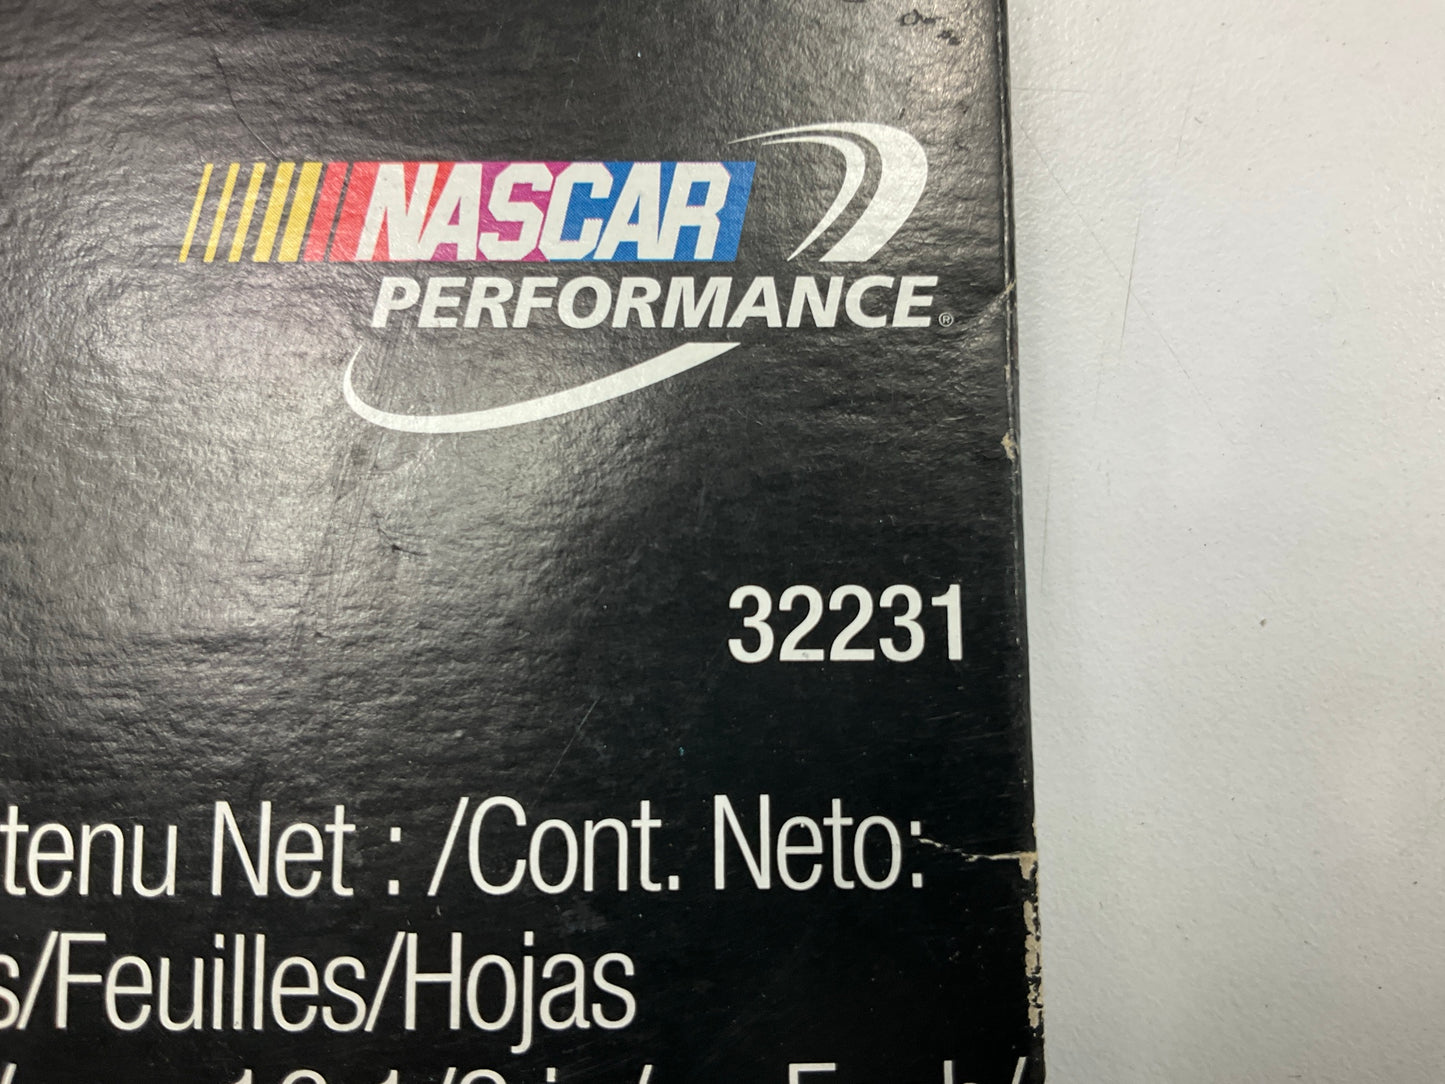 NASCAR
PERFORMANCE®
32231
tenu Net : /Cont. Neto:
s/Feuilles/Hojas